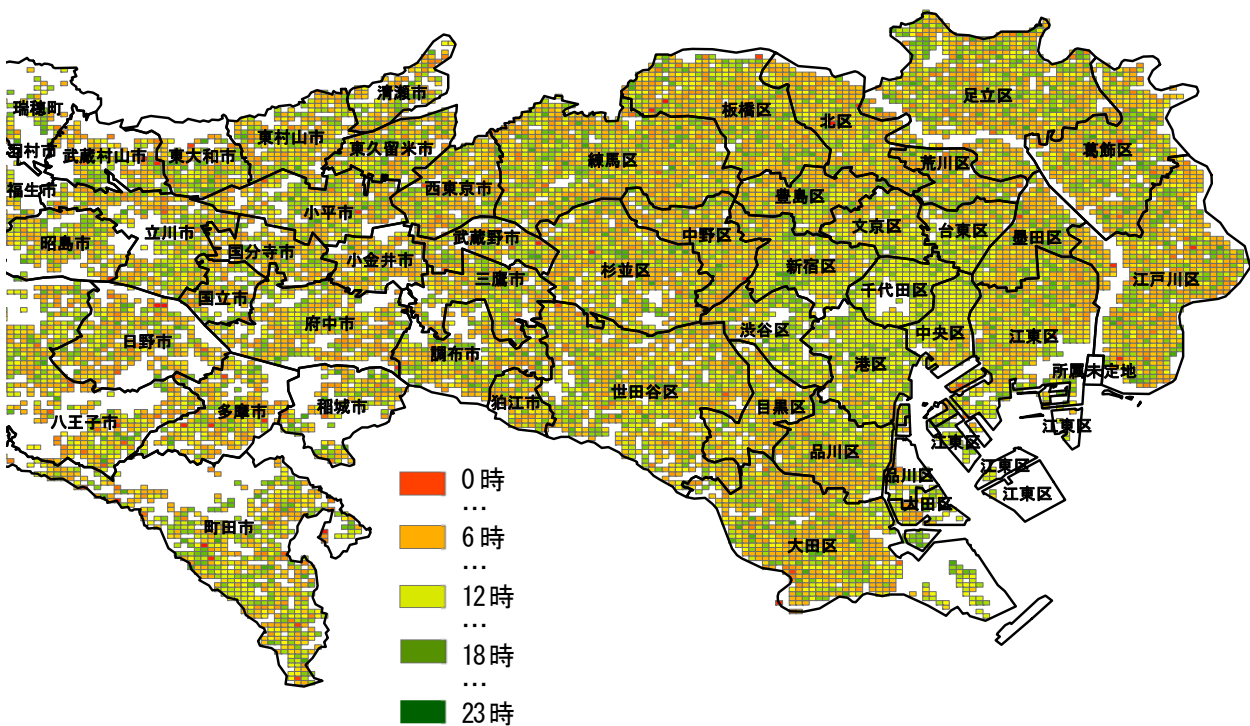 清瀬市
瑞穂町
板橋区
足立区
北区
東村山市
東久留米市
羽村市
武蔵村山市
東大和市
練馬区
荒川区
葛飾区
福生市
西東京市
豊島区
小平市
文京区
台東区
立川市
武蔵野市
中野区
墨田区
昭島市
国分寺市
小金井市
杉並区
新宿区
三鷹市
江戸川区
千代田区
国立市
府中市
渋谷区
中央区
江東区
日野市
調布市
港区
所属未定地
世田谷区
狛江市
目黒区
多摩市
稲城市
八王子市
江東区
江東区
品川区
江東区
品川区
江東区
大田区
町田市
大田区
0時
…
6時
…
12時
…
18時
…
23時